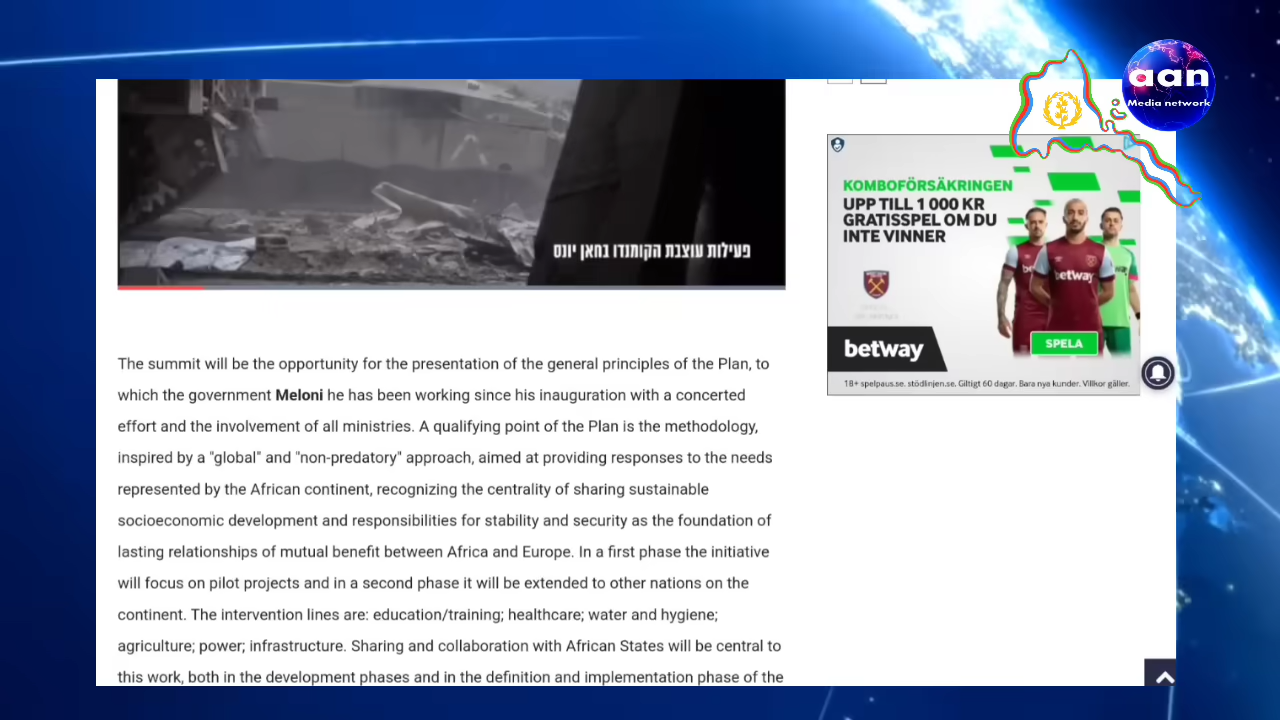 aan
Media network
פעילות עוצבת הקומנדו בחאן יונס
KOMBOFÖRSÄKRINGEN
UPP TILL 1 000 KR
GRATISSPEL OM DU
INTE VINNER
betway
betway
SPELA
18+ spelpaus.se. stödlinjen.se. Giltigt 60 dagar. Bara nya kunder. Villkor gäller.
The summit will be the opportunity for the presentation of the general principles of the Plan, to
which the government Meloni he has been working since his inauguration with a concerted
effort and the involvement of all ministries. A qualifying point of the Plan is the methodology,
inspired by a "global" and "non-predatory" approach, aimed at providing responses to the needs
represented by the African continent, recognizing the centrality of sharing sustainable
socioeconomic development and responsibilities for stability and security as the foundation of
lasting relationships of mutual benefit between Africa and Europe. In a first phase the initiative
will focus on pilot projects and in a second phase it will be extended to other nations on the
continent. The intervention lines are: education/training; healthcare; water and hygiene;
agriculture; power; infrastructure. Sharing and collaboration with African States will be central to
this work, both in the development phases and in the definition and implementation phase of the